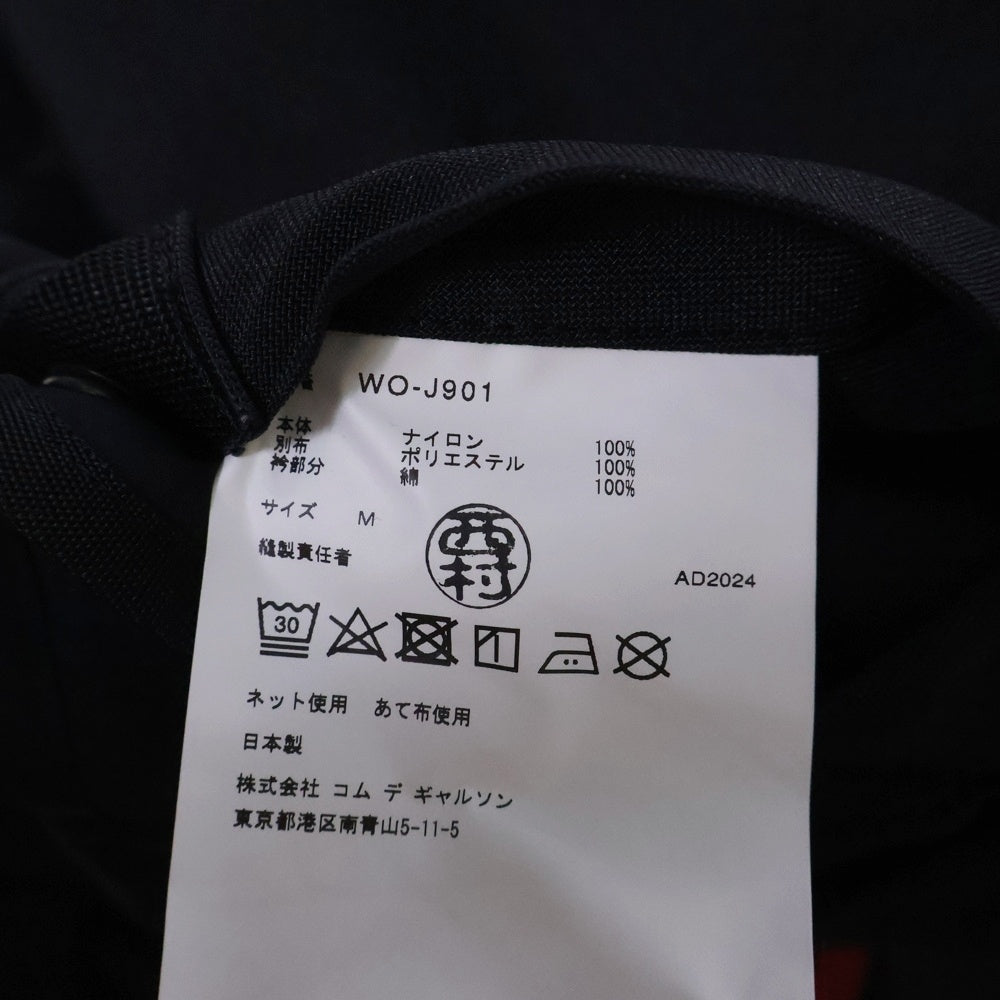 WO-J901
本体 ナイロン 100%
別布 ポリエステル 100%
衿部分 綿 100%
サイズ M
縫製責任者 西村
AD2024
30
ネット使用 あて布使用
日本製
株式会社 コム デ ギャルソン
東京都港区南青山5-11-5